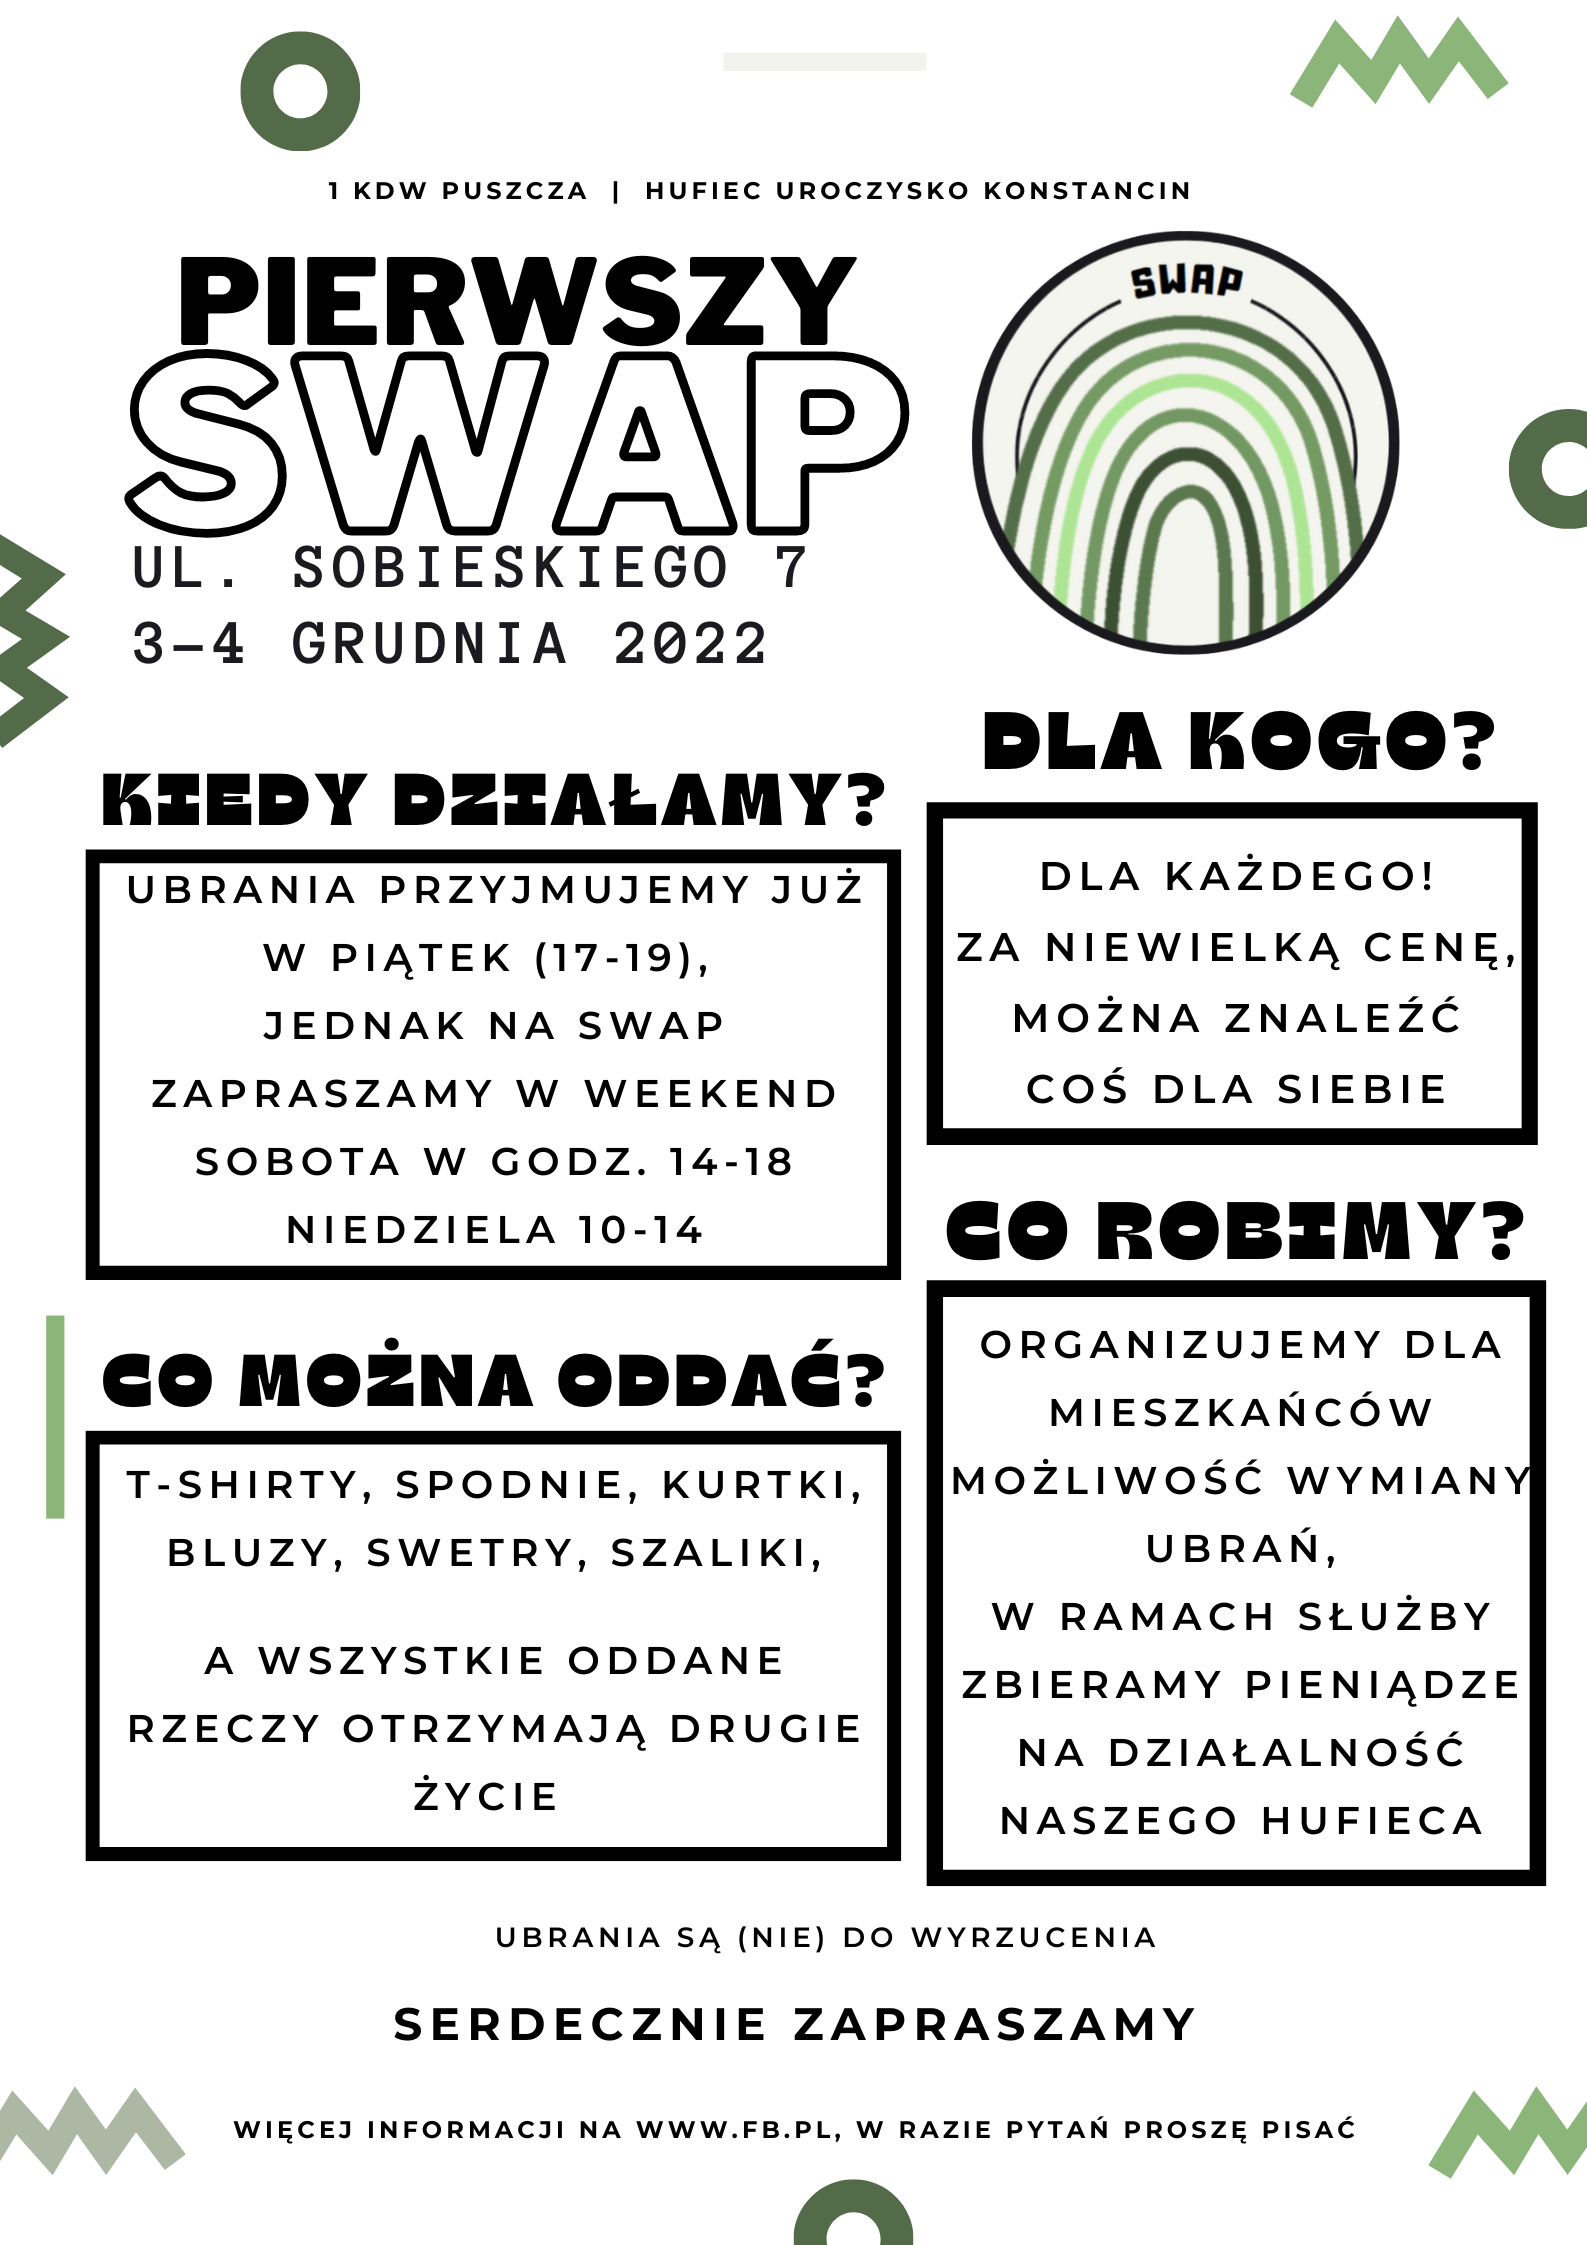 1 KDW PUSZCZA | HUFIEC UROCZYSKO KONSTANCIN
PIERWSZY
SWAP
UL. SOBIESKIEGO 7
3-4 GRUDNIA 2022
SWAP
KIEDY DZIAŁAMY?
UBRANIA PRZYJMUJEMY JUŻ
W PIĄTEK (17-19),
JEDNAK NA SWAP
ZAPRASZAMY W WEEKEND
SOBOTA W GODZ. 14-18
NIEDZIELA 10-14
CO MOŻNA ODDAĆ?
T-SHIRTY, SPODNIE, KURTKI,
BLUZY, SWETRY, SZALIKI,
A WSZYSTKIE ODDANE
RZECZY OTRZYMAJĄ DRUGIE
ŻYCIE
DLA KOGO?
DLA KAŻDEGO!
ZA NIEWIELKĄ CENĘ,
MOŻNA ZNALEŹĆ
COŚ DLA SIEBIE
CO ROBIMY?
ORGANIZUJEMY DLA
MIESZKAŃCÓW
MOŻLIWOŚĆ WYMIANY
UBRAŃ,
W RAMACH SŁUŻBY
ZBIERAMY PIENIĄDZE
NA DZIAŁALNOŚĆ
NASZEGO HUFIECA
UBRANIA SĄ (NIE) DO WYRZUCENIA
SERDECZNIE ZAPRASZAMY
WIĘCEJ INFORMACJI NA WWW.FB.PL, W RAZIE PYTAŃ PROSZĘ PISAĆ